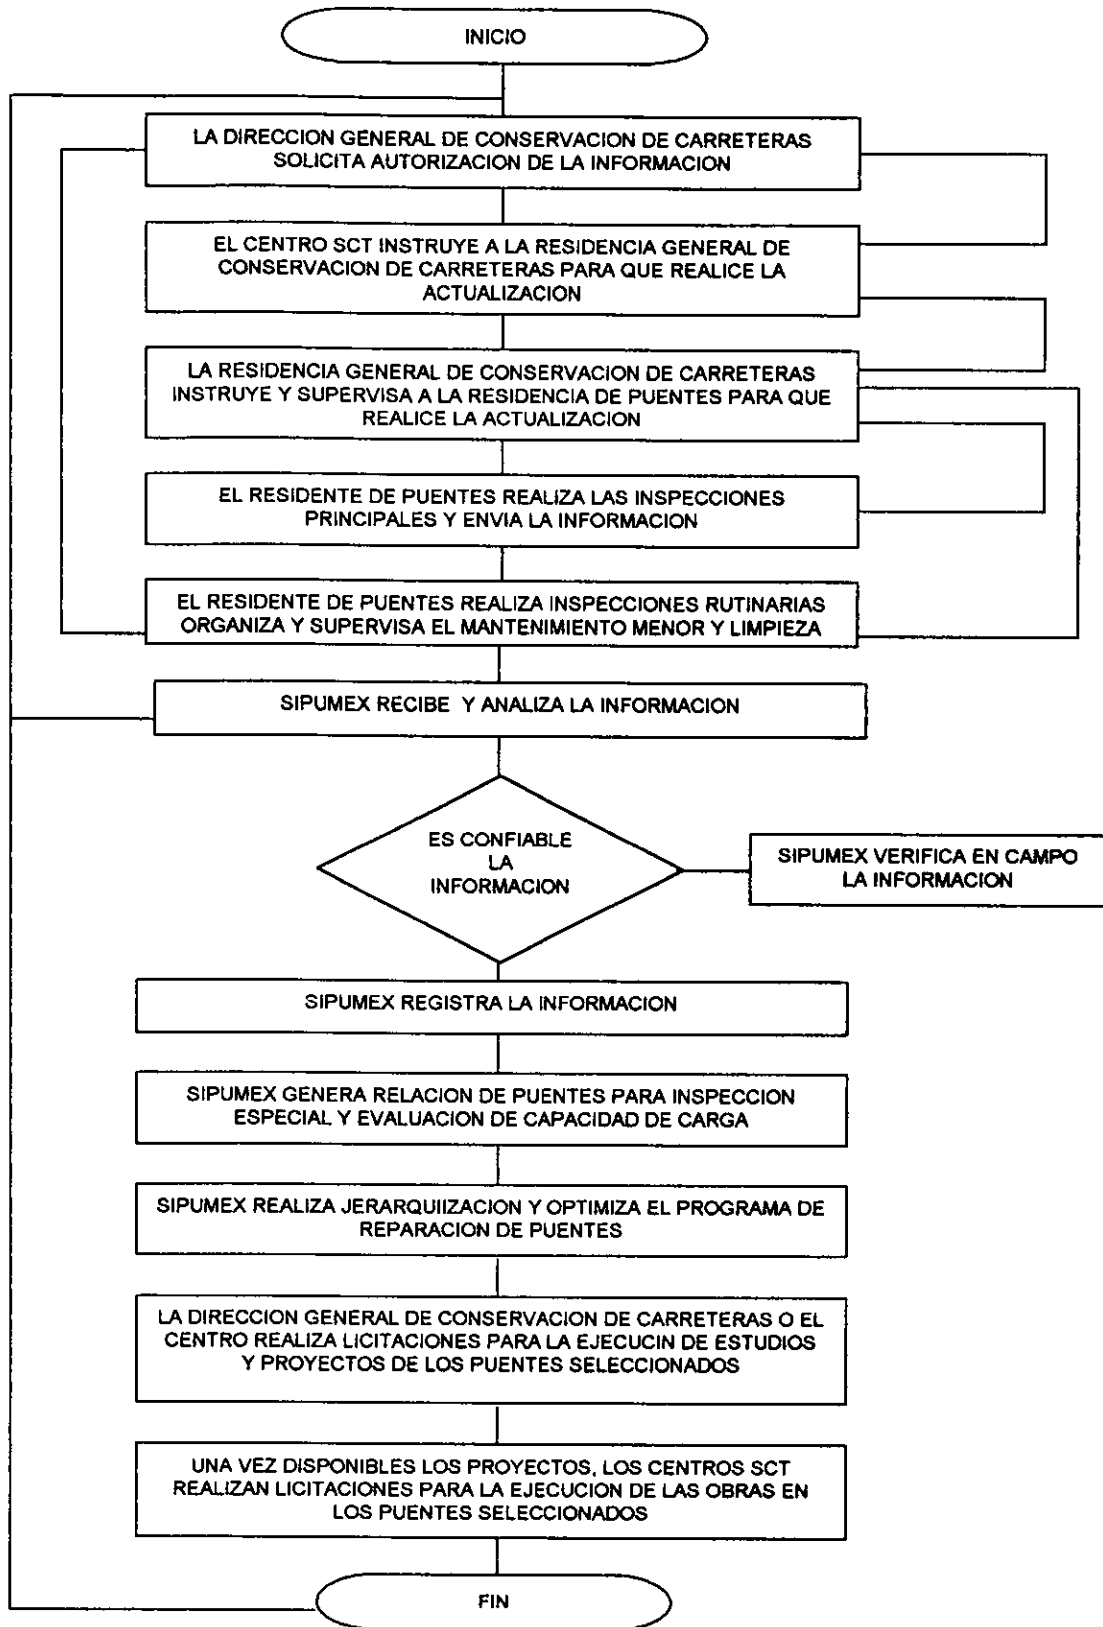 INICIO
LA DIRECCION GENERAL DE CONSERVACION DE CARRETERAS
SOLICITA AUTORIZACION DE LA INFORMACION
EL CENTRO SCT INSTRUYE A LA RESIDENCIA GENERAL DE
CONSERVACION DE CARRETERAS PARA QUE REALICE LA
ACTUALIZACION
LA RESIDENCIA GENERAL DE CONSERVACION DE CARRETERAS
INSTRUYE Y SUPERVISA A LA RESIDENCIA DE PUENTES PARA QUE
REALICE LA ACTUALIZACION
EL RESIDENTE DE PUENTES REALIZA LAS INSPECCIONES
PRINCIPALES Y ENVIA LA INFORMACION
EL RESIDENTE DE PUENTES REALIZA INSPECCIONES RUTINARIAS
ORGANIZA Y SUPERVISA EL MANTENIMIENTO MENOR Y LIMPIEZA
SIPUMEX RECIBE Y ANALIZA LA INFORMACION
ES CONFIABLE
LA
INFORMACION
SIPUMEX VERIFICA EN CAMPO
LA INFORMACION
SIPUMEX REGISTRA LA INFORMACION
SIPUMEX GENERA RELACION DE PUENTES PARA INSPECCION
ESPECIAL Y EVALUACION DE CAPACIDAD DE CARGA
SIPUMEX REALIZA JERARQUIIZACION Y OPTIMIZA EL PROGRAMA DE
REPARACION DE PUENTES
LA DIRECCION GENERAL DE CONSERVACION DE CARRETERAS O EL
CENTRO REALIZA LICITACIONES PARA LA EJECUCIN DE ESTUDIOS
Y PROYECTOS DE LOS PUENTES SELECCIONADOS
UNA VEZ DISPONIBLES LOS PROYECTOS, LOS CENTROS SCT
REALIZAN LICITACIONES PARA LA EJECUCION DE LAS OBRAS EN
LOS PUENTES SELECCIONADOS
FIN